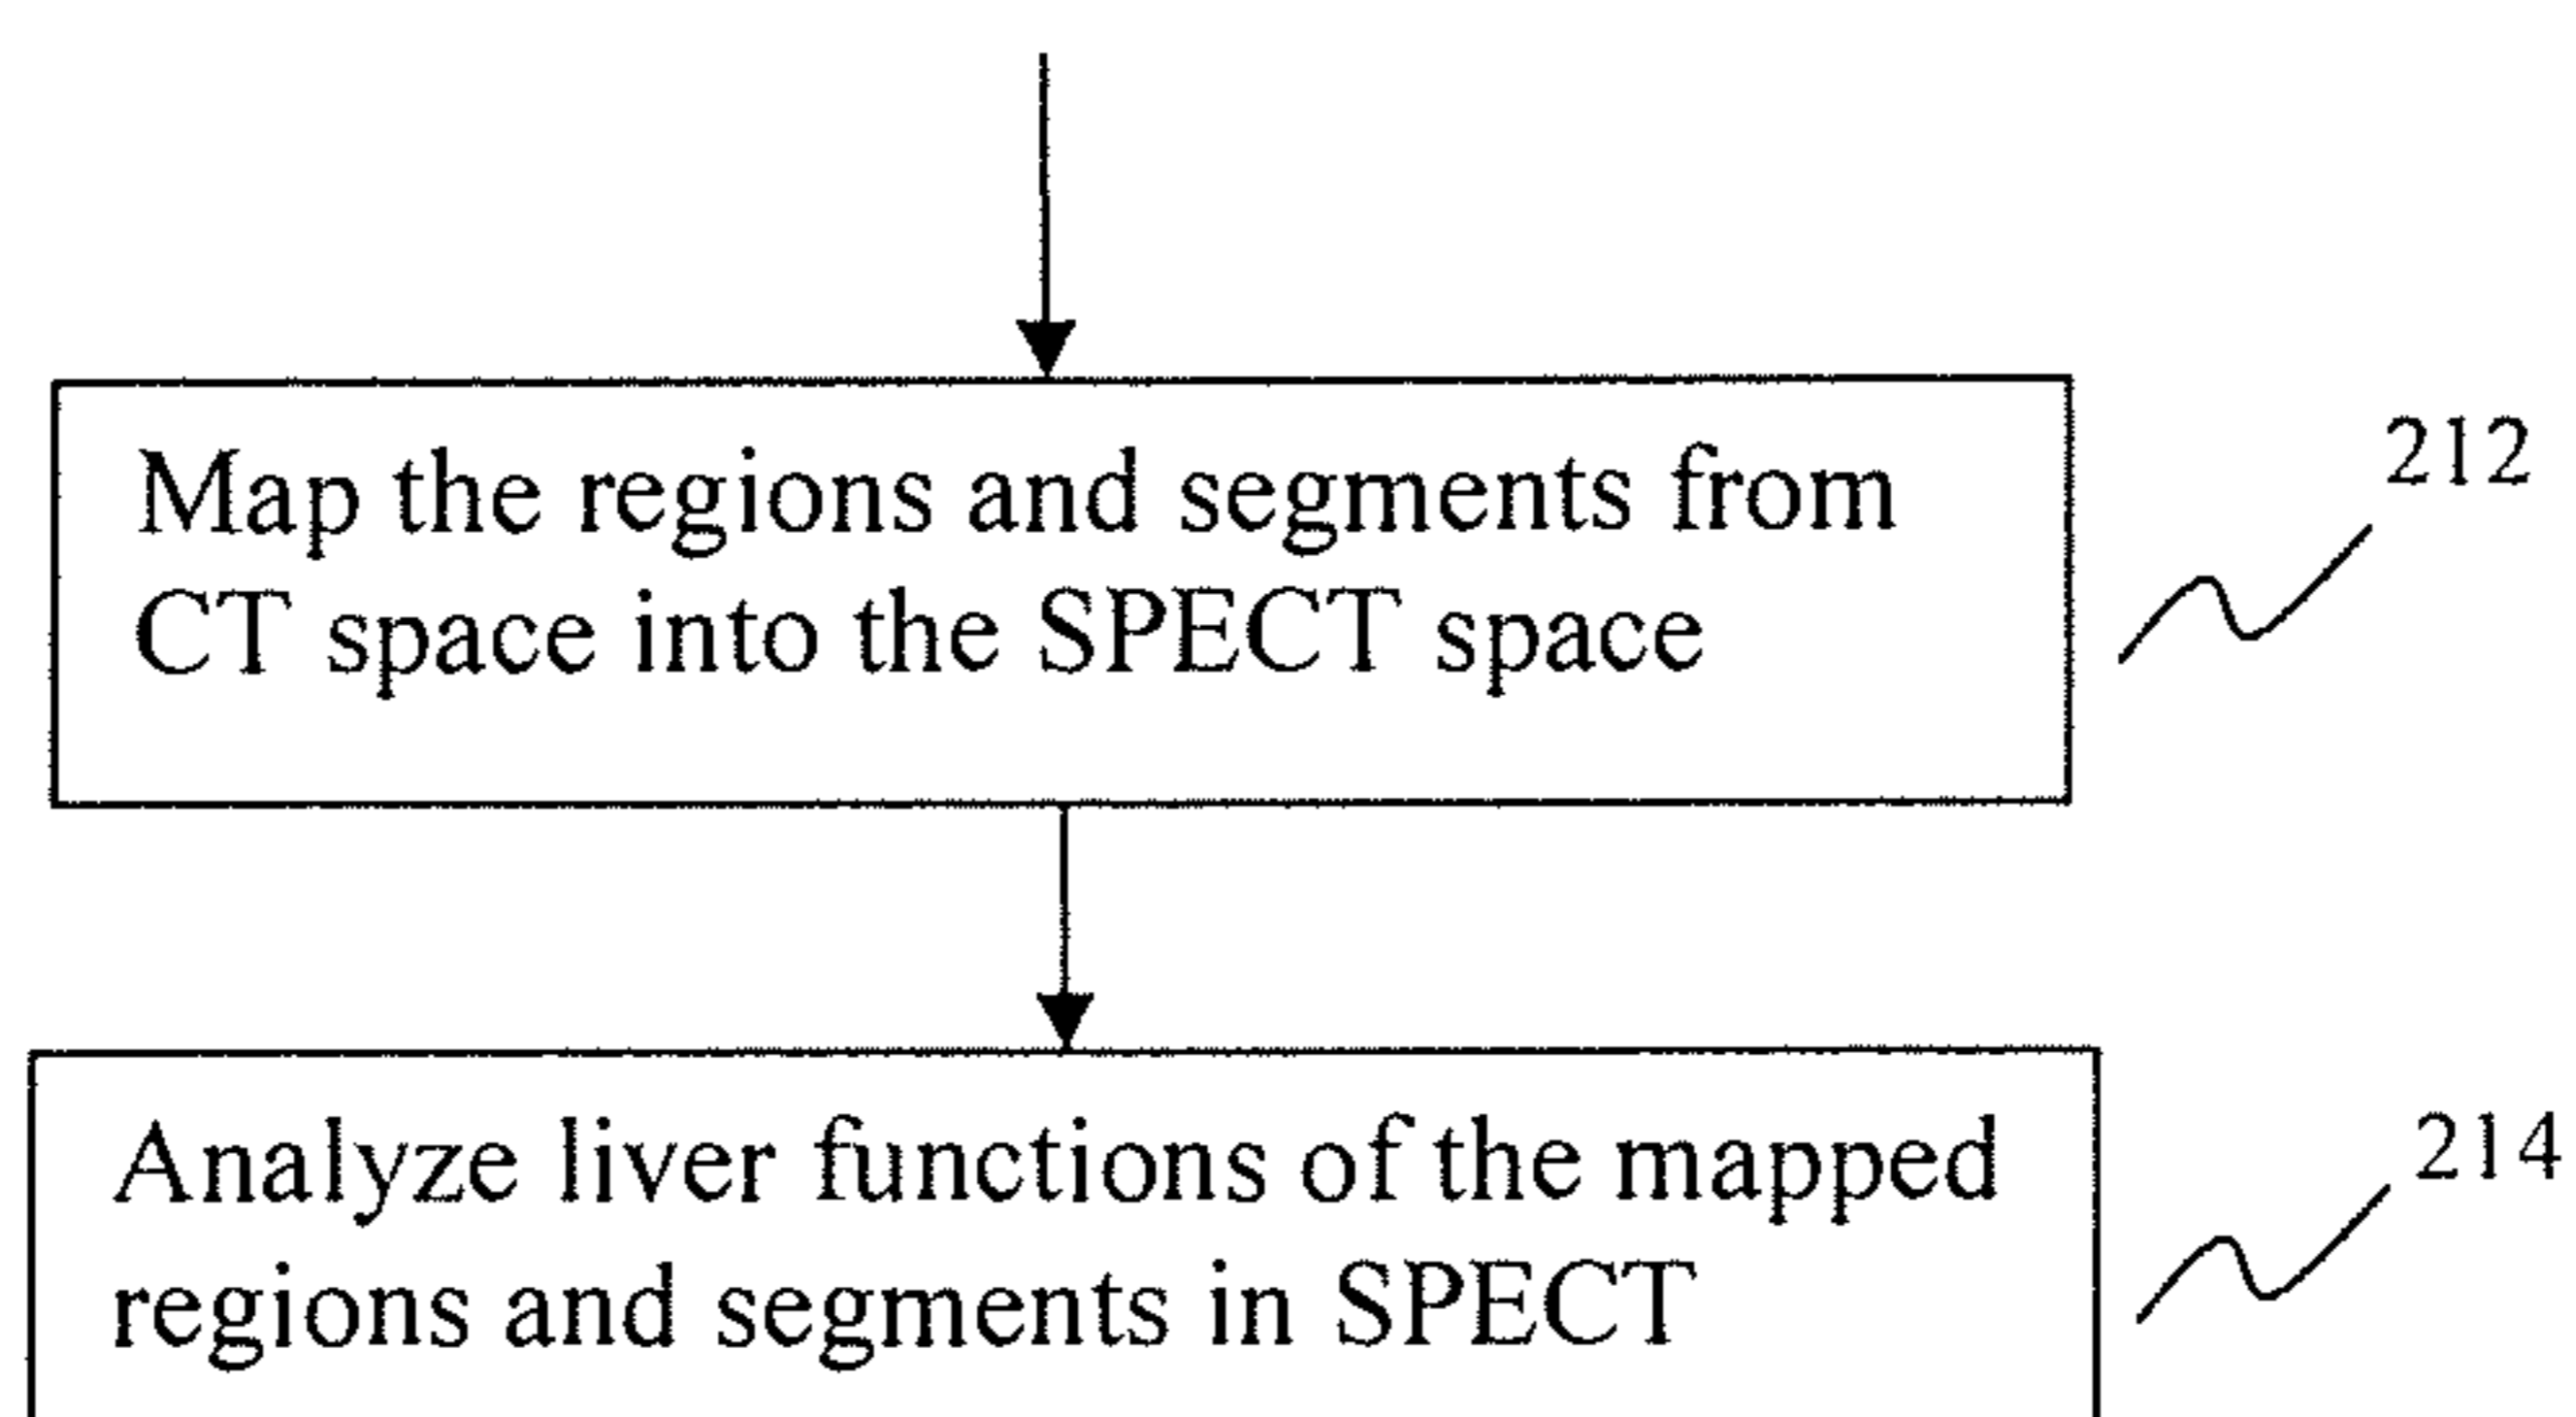 Map the regions and segments from
212
CT space into the SPECT space
Analyze liver functions of the mapped
214
regions and segments in SPECT